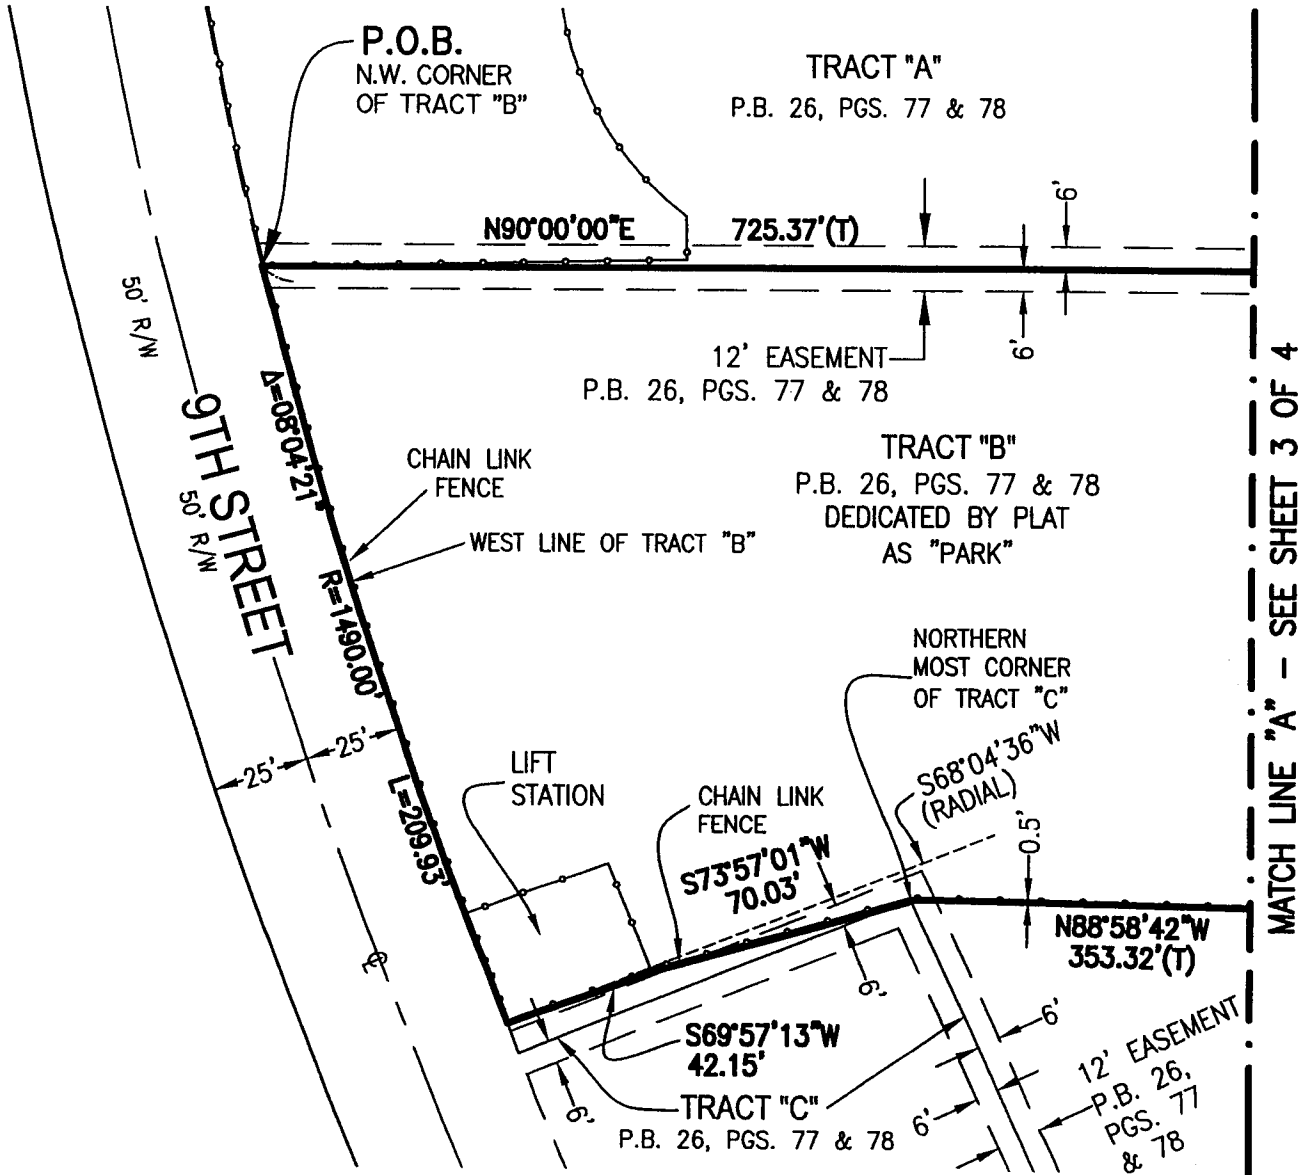 P.O.B.
N.W. CORNER
OF TRACT "B"
TRACT "A"
P.B. 26, PGS. 77 & 78
N90°00'00"E
725.37'(T)
6'
6'
12' EASEMENT
P.B. 26, PGS. 77 & 78
50' R/W
9TH STREET
50' R/W
Δ=08°04'21"
R=1490.00'
L=209.93'
CHAIN LINK
FENCE
WEST LINE OF TRACT "B"
TRACT "B"
P.B. 26, PGS. 77 & 78
DEDICATED BY PLAT
AS "PARK"
MATCH LINE "A" - SEE SHEET 3 OF 4
NORTHERN
MOST CORNER
OF TRACT "C"
25'
25'
LIFT
STATION
CHAIN LINK
FENCE
S68°04'36"W
(RADIAL)
S73°57'01"W
70.03'
0.5'
N88°58'42"W
353.32'(T)
6'
S69°57'13"W
42.15'
6'
TRACT "C"
P.B. 26, PGS. 77 & 78
6'
6'
12' EASEMENT
P.B. 26,
PGS. 77
& 78